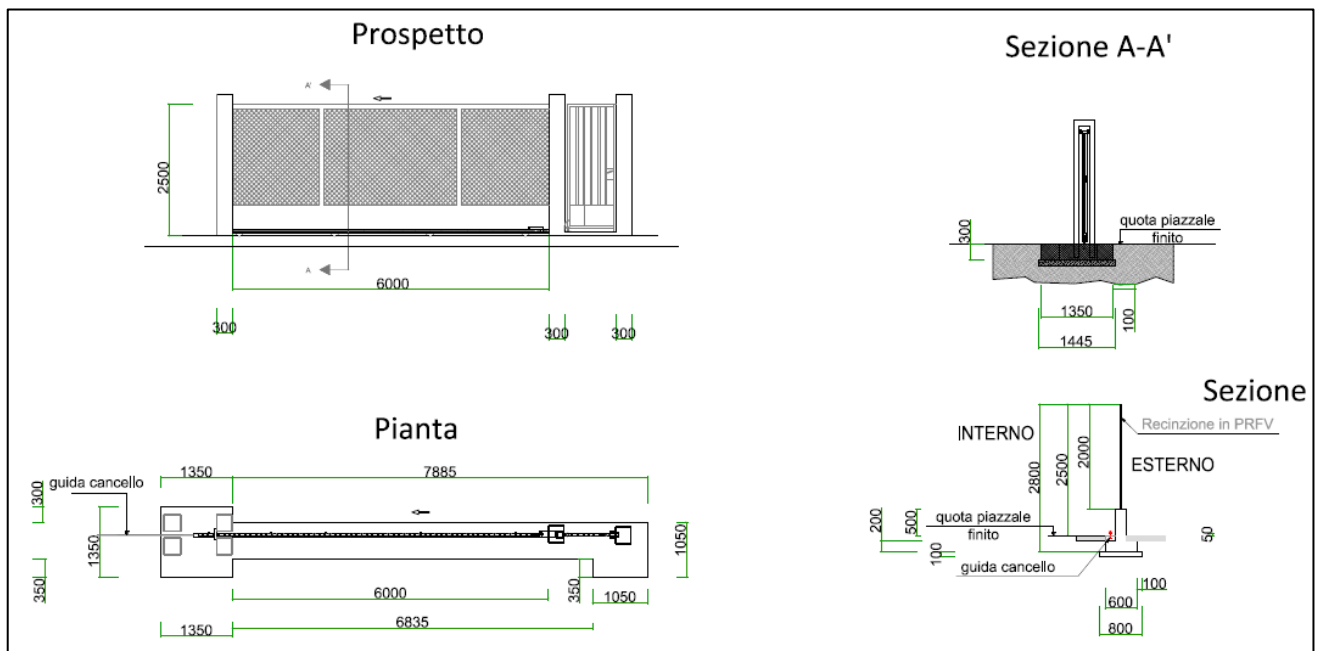 Prospetto
A'
2500
A
6000
300
300
300
Sezione A-A'
quota piazzale
finito
300
1350
100
1445
Pianta
1350
7885
guida cancello
300
1350
350
1050
350
6000
1050
6835
1350
Sezione
INTERNO
Recinzione in PRFV
ESTERNO
2800
2500
2000
200
500
quota piazzale
finito
50
100
guida cancello
100
600
800